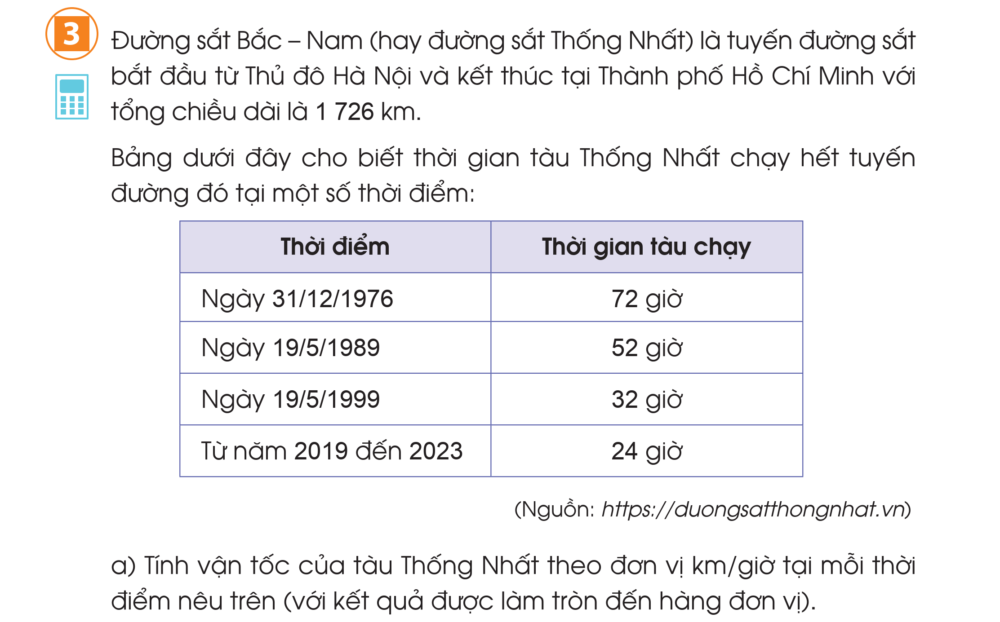 3
Đường sắt Bắc – Nam (hay đường sắt Thống Nhất) là tuyến đường sắt
bắt đầu từ Thủ đô Hà Nội và kết thúc tại Thành phố Hồ Chí Minh với
tổng chiều dài là 1 726 km.
Bảng dưới đây cho biết thời gian tàu Thống Nhất chạy hết tuyến
đường đó tại một số thời điểm:
Thời điểm Thời gian tàu chạy
Ngày 31/12/1976 72 giờ
Ngày 19/5/1989 52 giờ
Ngày 19/5/1999 32 giờ
Từ năm 2019 đến 2023 24 giờ
(Nguồn: https://duongsatthongnhat.vn)
a) Tính vận tốc của tàu Thống Nhất theo đơn vị km/giờ tại mỗi thời
điểm nêu trên (với kết quả được làm tròn đến hàng đơn vị).